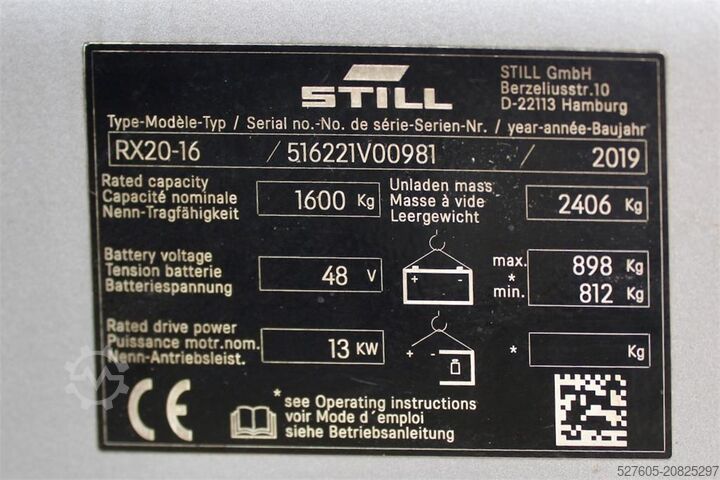 STILL
STILL GmbH
Berzeliusstr.10
D-22113 Hamburg
Type-Modèle-Typ / Serial no.-No. de série-Serien-Nr. / year-année-Baujahr
RX20-16 / 516221V00981 / 2019
Rated capacity
Capacité nominale
Nenn-Tragfähigkeit
1600 Kg
Unladen mass
Masse à vide
Leergewicht
2406 Kg
Battery voltage
Tension batterie
Batteriespannung
48 V
+ -
max. 898 Kg
*
min. 812 Kg
Rated drive power
Puissance motr.nom.
Nenn-Antriebsleist.
13 KW
+ -
* Kg
CE
*see Operating instructions
voir Mode d´emploi
siehe Betriebsanleitung
527605-20825297